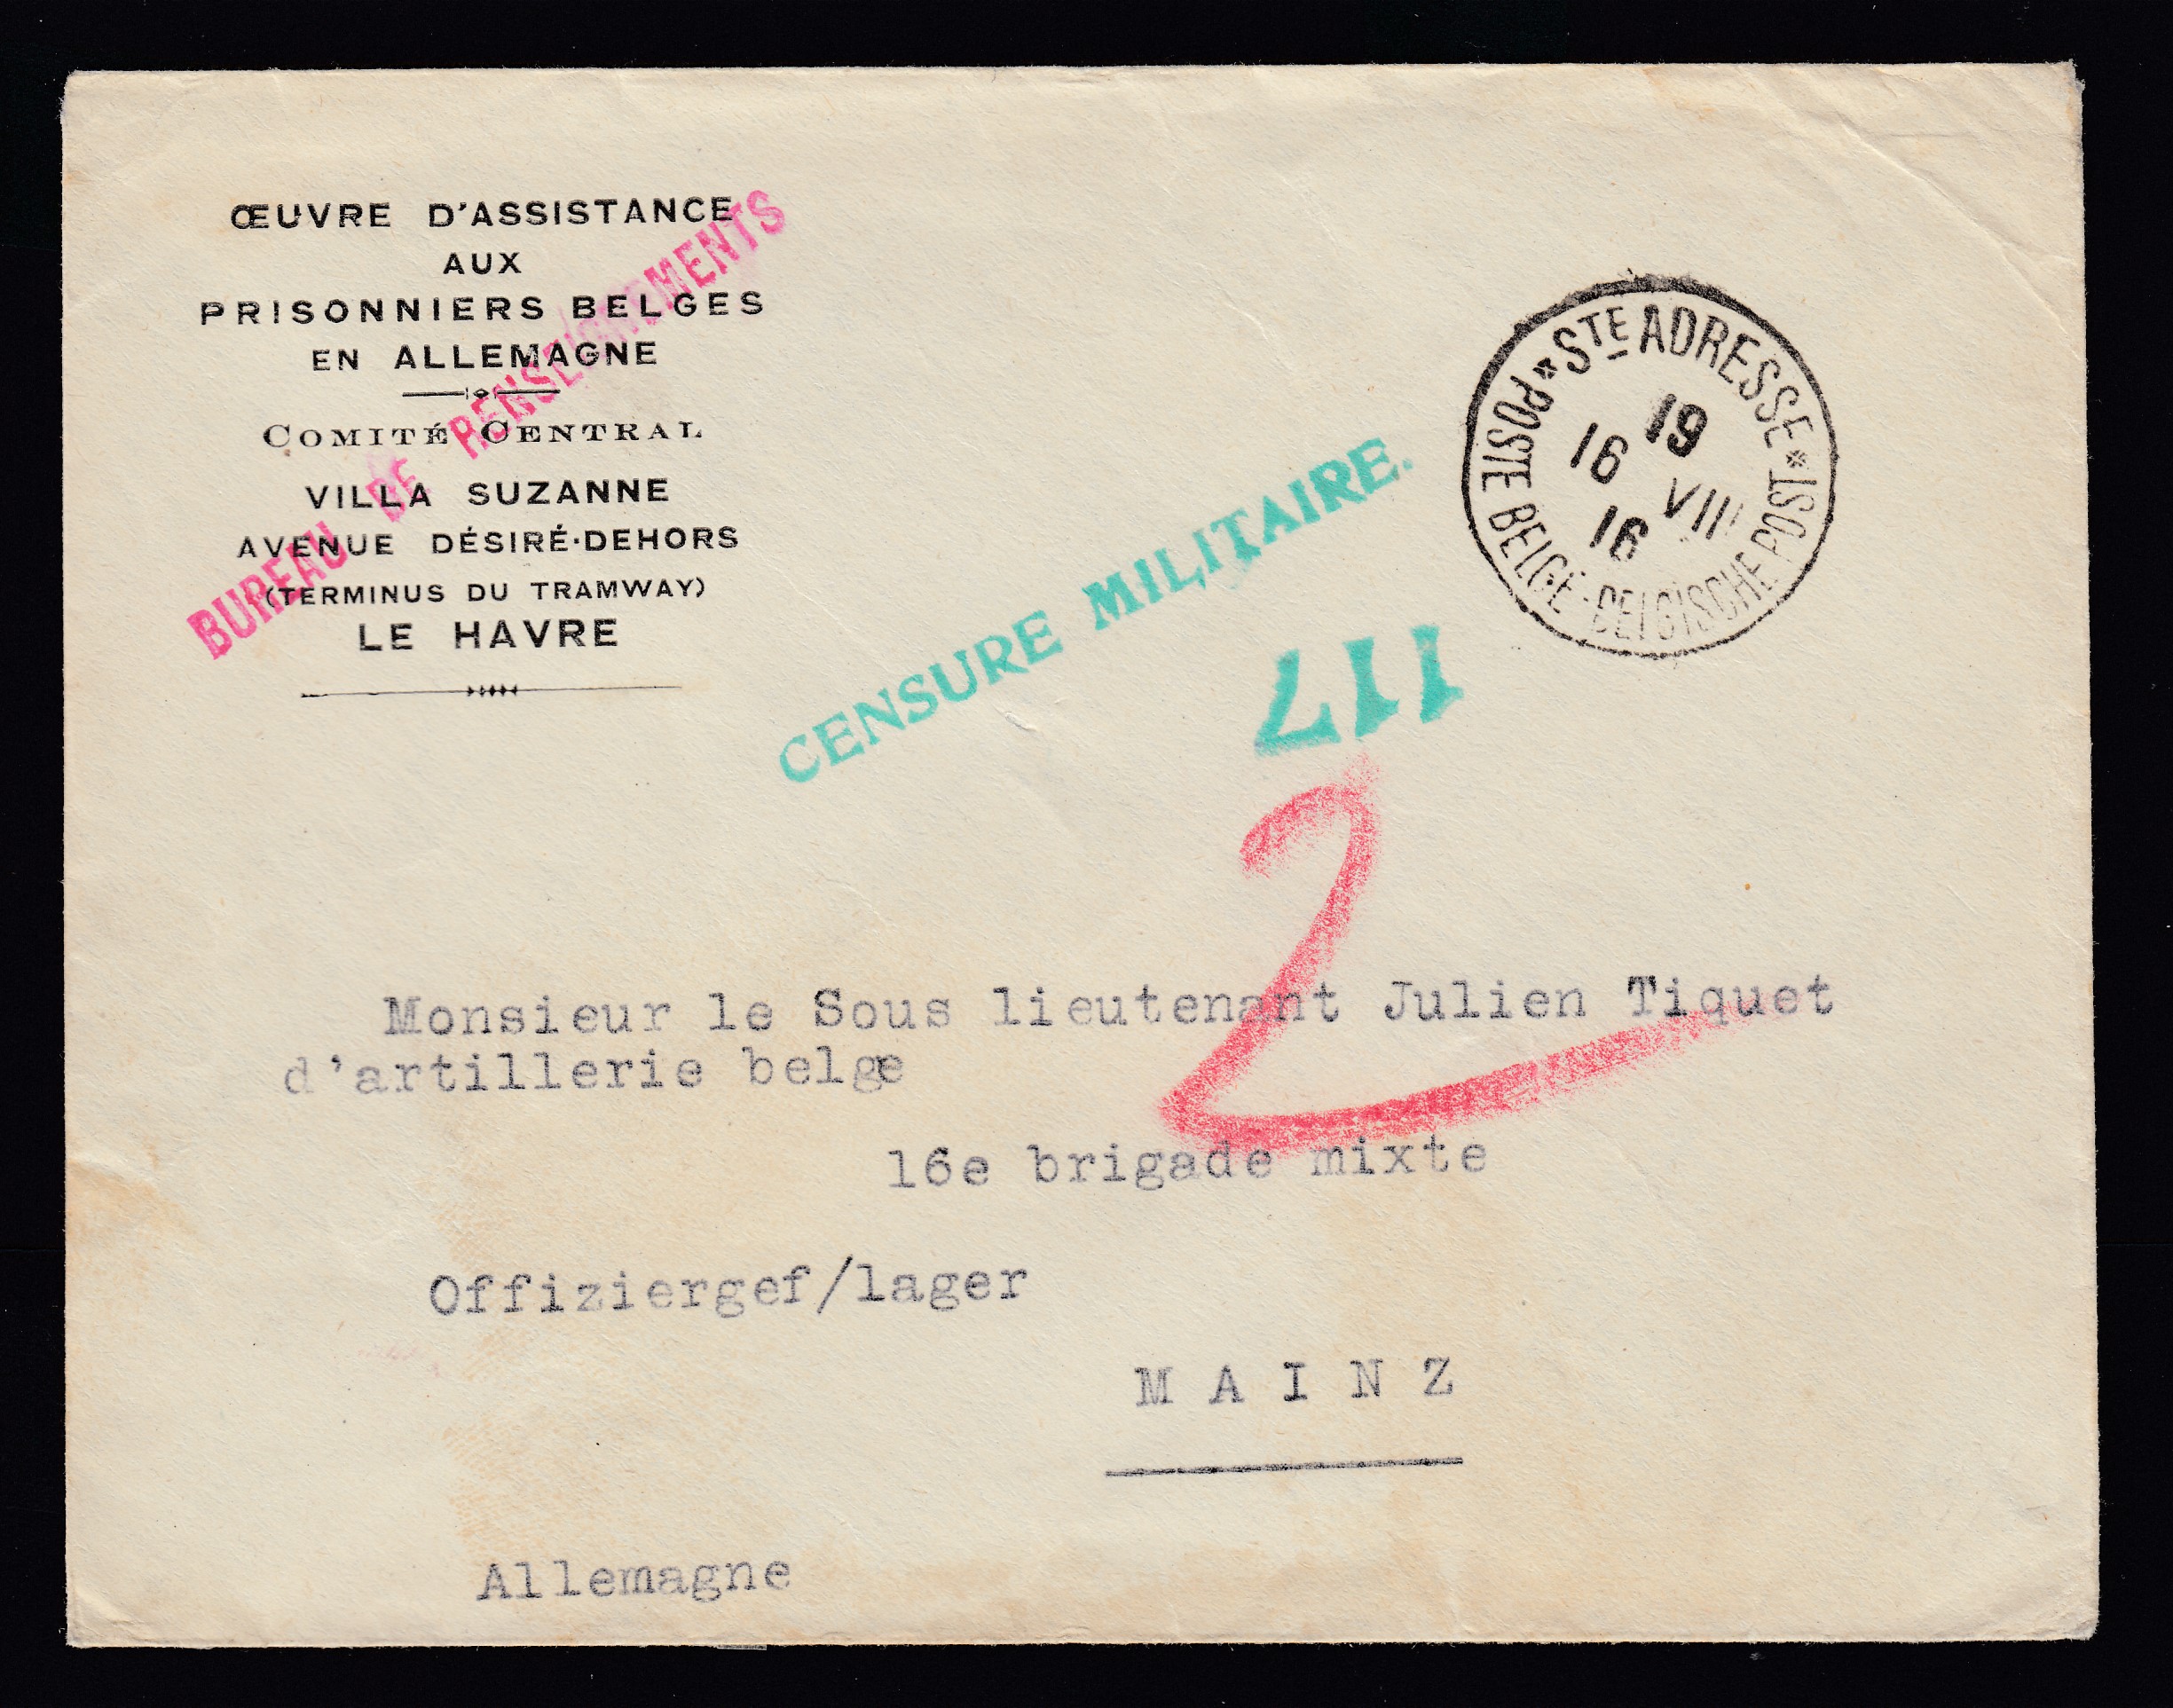 ŒUVRE D'ASSISTANCE
AUX
PRISONNIERS BELGES
EN ALLEMAGNE
COMITÉ CENTRAL
VILLA SUZANNE
AVENUE DÉSIRÉ-DEHORS
(TERMINUS DU TRAMWAY)
LE HAVRE
BUREAU DE RENSEIGNEMENTS
CENSURE MILITAIRE.
117
* STE ADRESSE *
POSTE BELGE - BELGISCHE POST
19
16 VIII
16
2
Monsieur le Sous lieutenant Julien Tiquet
d'artillerie belge
16e brigade mixte
Offiziergef/lager
M A I N Z
Allemagne